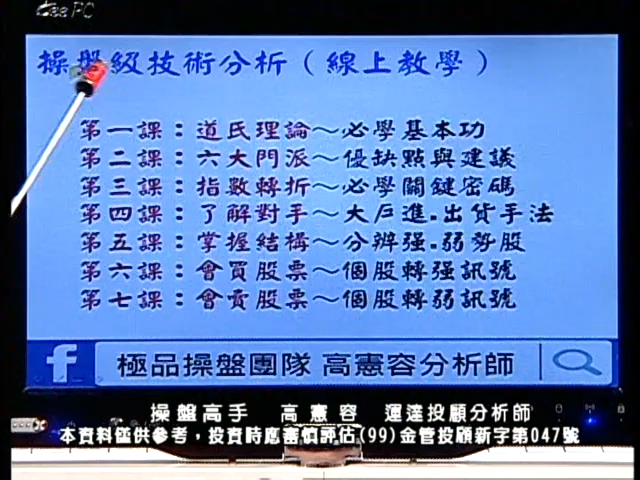 Eee PC
操盤級技術分析(線上教學)
第一課:道氏理論～必學基本功
第二課:六大門派～優缺點與建議
第三課:指數轉折～必學關鍵密碼
第四課:了解對手～大戶進.出貨手法
第五課:掌握結構～分辨强.弱勢股
第六課:會買股票～個股轉强訊號
第七課:會賣股票～個股轉弱訊號
f 極品操盤團隊 高憲容分析師
操盤高手 高憲容 運達投顧分析師
本資料僅供參考,投資時應審慎評估(99)金管投顧新字第047號